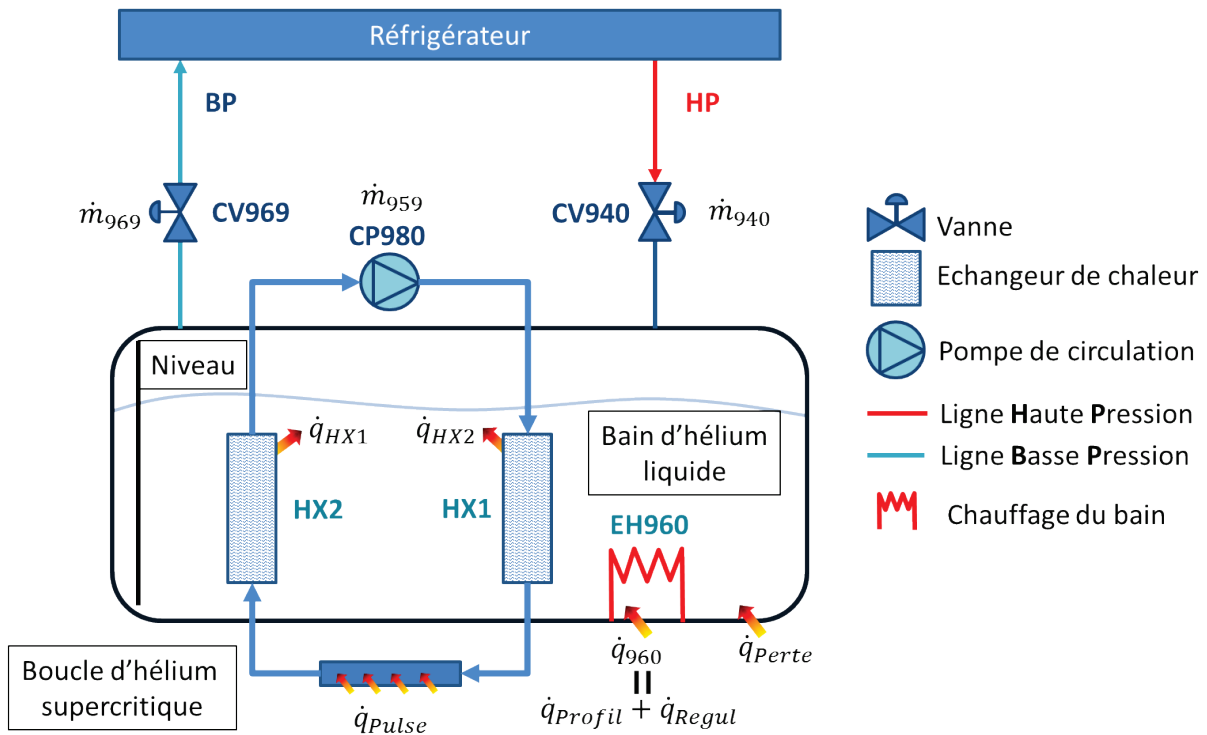 Réfrigérateur
BP
HP
ṁ969
CV969
ṁ959
CP980
CV940
ṁ940
Vanne
Echangeur de chaleur
Pompe de circulation
Ligne Haute Pression
Ligne Basse Pression
Chauffage du bain
Niveau
q̇HX1
q̇HX2
Bain d’hélium
liquide
HX2
HX1
EH960
q̇960
q̇Perte
Boucle d’hélium
supercritique
q̇Pulse
q̇Profil + q̇Regul